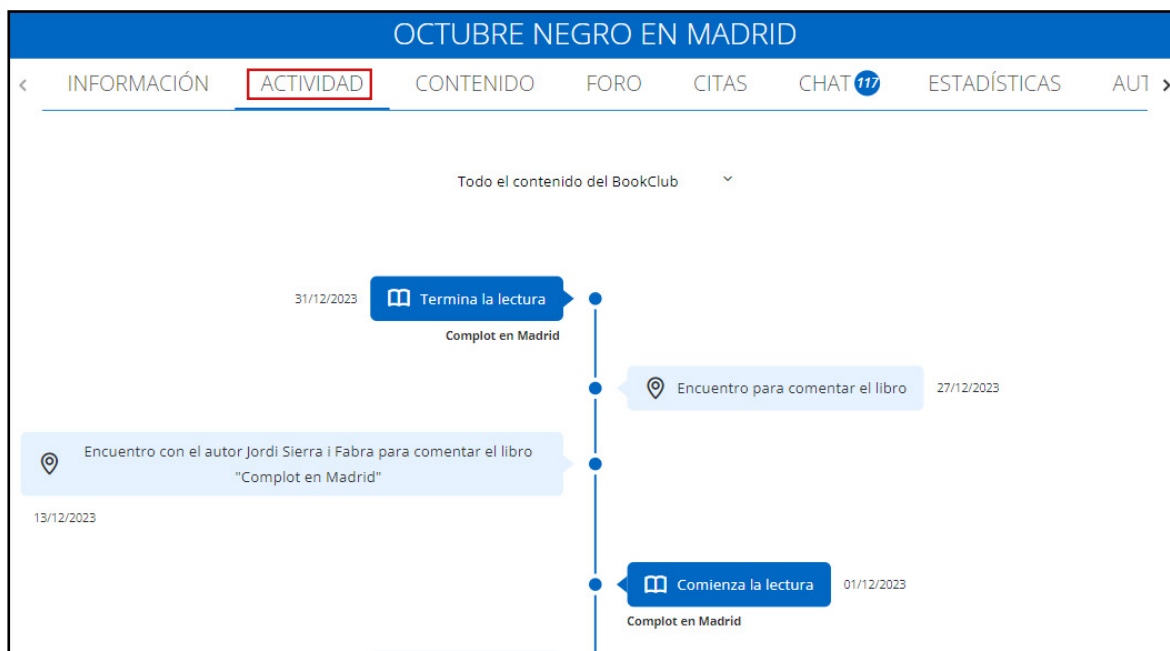 OCTUBRE NEGRO EN MADRID
INFORMACIÓN ACTIVIDAD CONTENIDO FORO CITAS CHAT 117 ESTADÍSTICAS AUT
Todo el contenido del BookClub
31/12/2023 Termina la lectura
Complot en Madrid
Encuentro para comentar el libro 27/12/2023
Encuentro con el autor Jordi Sierra i Fabra para comentar el libro
"Complot en Madrid"
13/12/2023
Comienza la lectura 01/12/2023
Complot en Madrid